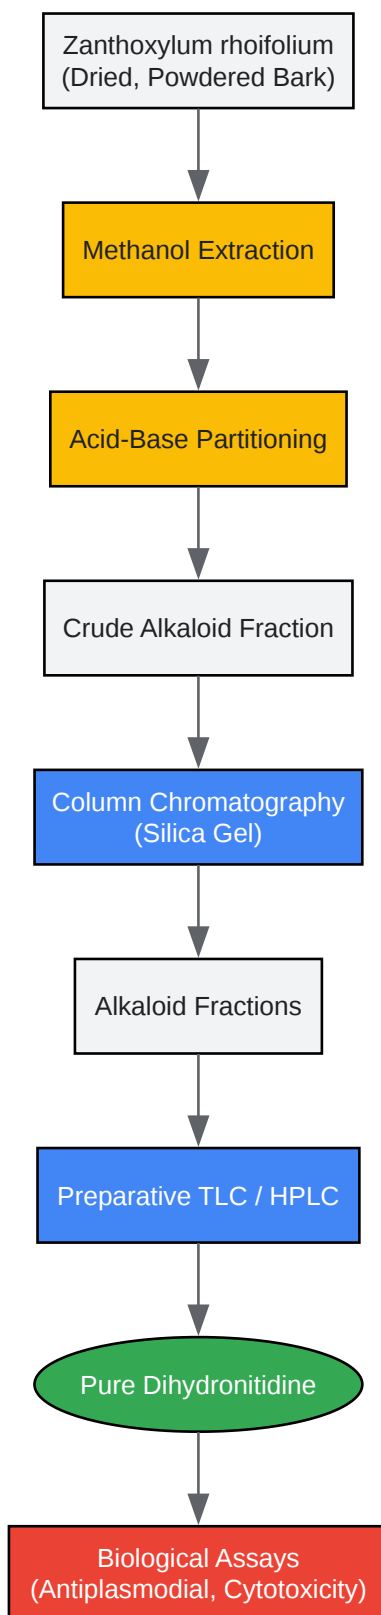 Zanthoxylum rhoifolium
(Dried, Powdered Bark)
Methanol Extraction
Acid-Base Partitioning
Crude Alkaloid Fraction
Column Chromatography
(Silica Gel)
Alkaloid Fractions
Preparative TLC / HPLC
Pure Dihydronitidine
Biological Assays
(Antiplasmodial, Cytotoxicity)